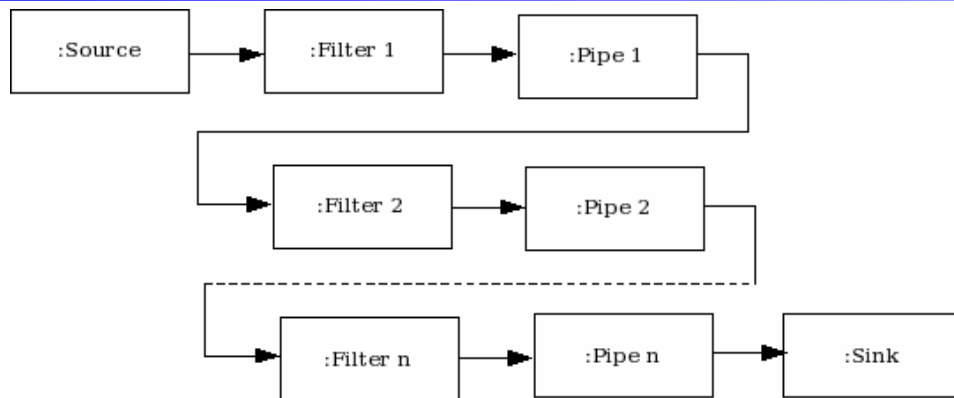 :Source
:Filter 1
:Pipe 1
:Filter 2
:Pipe 2
:Filter n
:Pipe n
:Sink